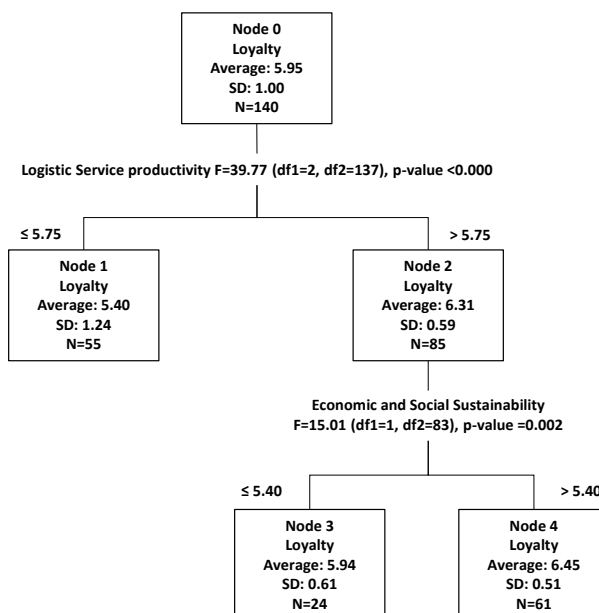 Node 0
Loyalty
Average: 5.95
SD: 1.00
N=140
Logistic Service productivity F=39.77 (df1=2, df2=137), p-value <0.000
≤ 5.75
> 5.75
Node 1
Loyalty
Average: 5.40
SD: 1.24
N=55
Node 2
Loyalty
Average: 6.31
SD: 0.59
N=85
Economic and Social Sustainability
F=15.01 (df1=1, df2=83), p-value =0.002
≤ 5.40
> 5.40
Node 3
Loyalty
Average: 5.94
SD: 0.61
N=24
Node 4
Loyalty
Average: 6.45
SD: 0.51
N=61